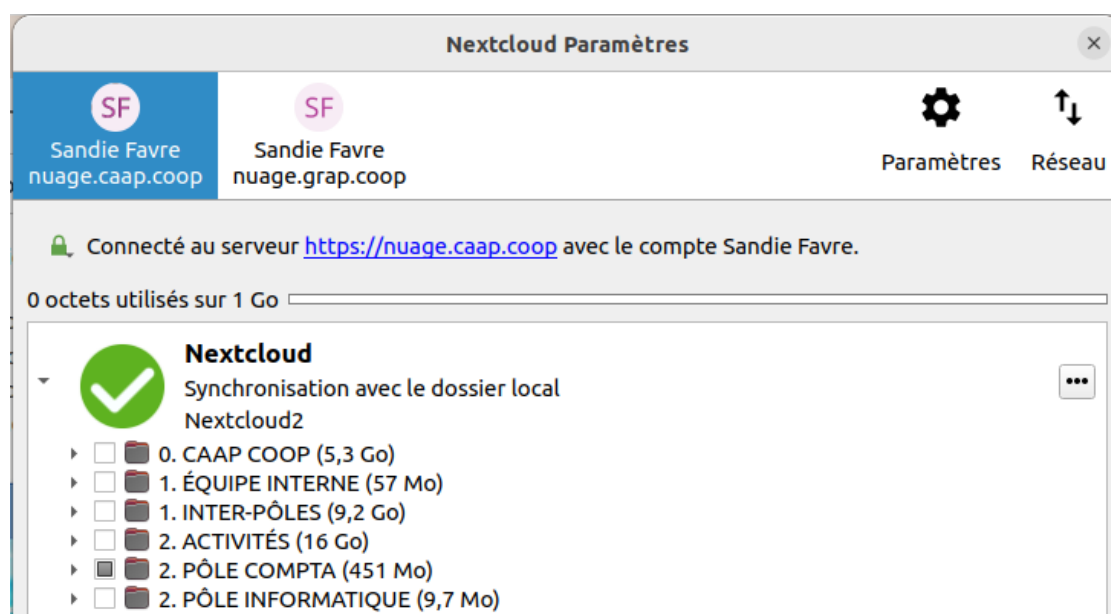 Nextcloud Paramètres
SF
SF
Sandie Favre
nuage.caap.coop
Sandie Favre
nuage.grap.coop
Paramètres
Réseau
Connecté au serveur https://nuage.caap.coop avec le compte Sandie Favre.
0 octets utilisés sur 1 Go
Nextcloud
Synchronisation avec le dossier local
Nextcloud2
0. CAAP COOP (5,3 Go)
1. ÉQUIPE INTERNE (57 Mo)
1. INTER-PÔLES (9,2 Go)
2. ACTIVITÉS (16 Go)
2. PÔLE COMPTA (451 Mo)
2. PÔLE INFORMATIQUE (9,7 Mo)